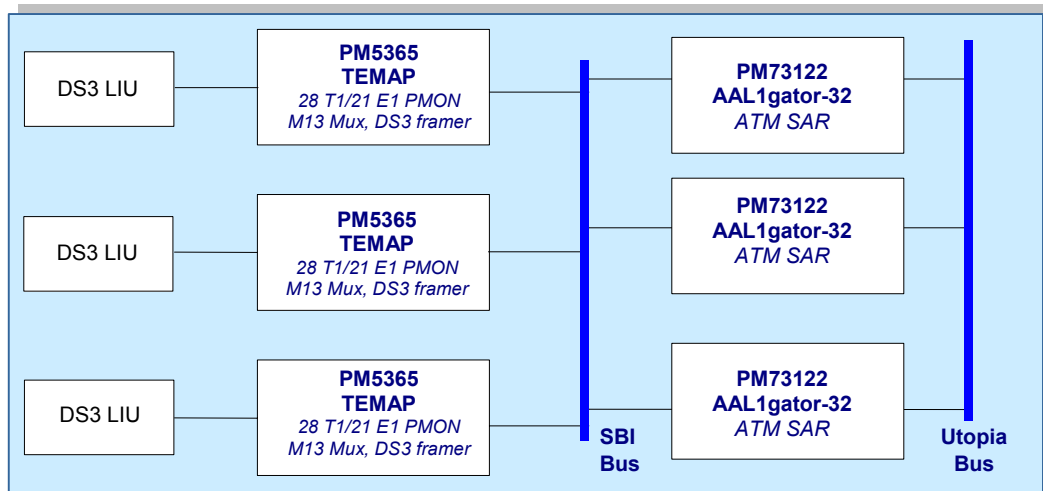 DS3 LIU
PM5365
TEMAP
28 T1/21 E1 PMON
M13 Mux, DS3 framer
PM73122
AAL1gator-32
ATM SAR
DS3 LIU
PM5365
TEMAP
28 T1/21 E1 PMON
M13 Mux, DS3 framer
PM73122
AAL1gator-32
ATM SAR
DS3 LIU
PM5365
TEMAP
28 T1/21 E1 PMON
M13 Mux, DS3 framer
PM73122
AAL1gator-32
ATM SAR
SBI
Bus
Utopia
Bus